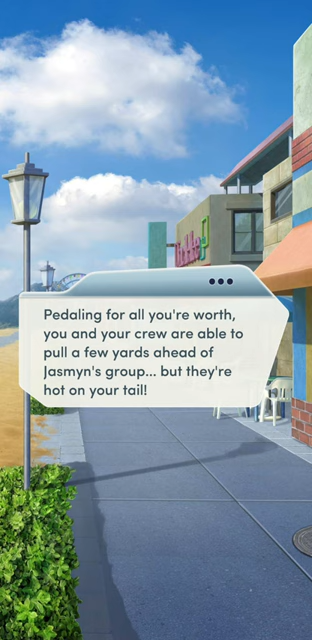 Pedaling for all you're worth,
you and your crew are able to
pull a few yards ahead of
Jasmyn's group... but they're
hot on your tail!